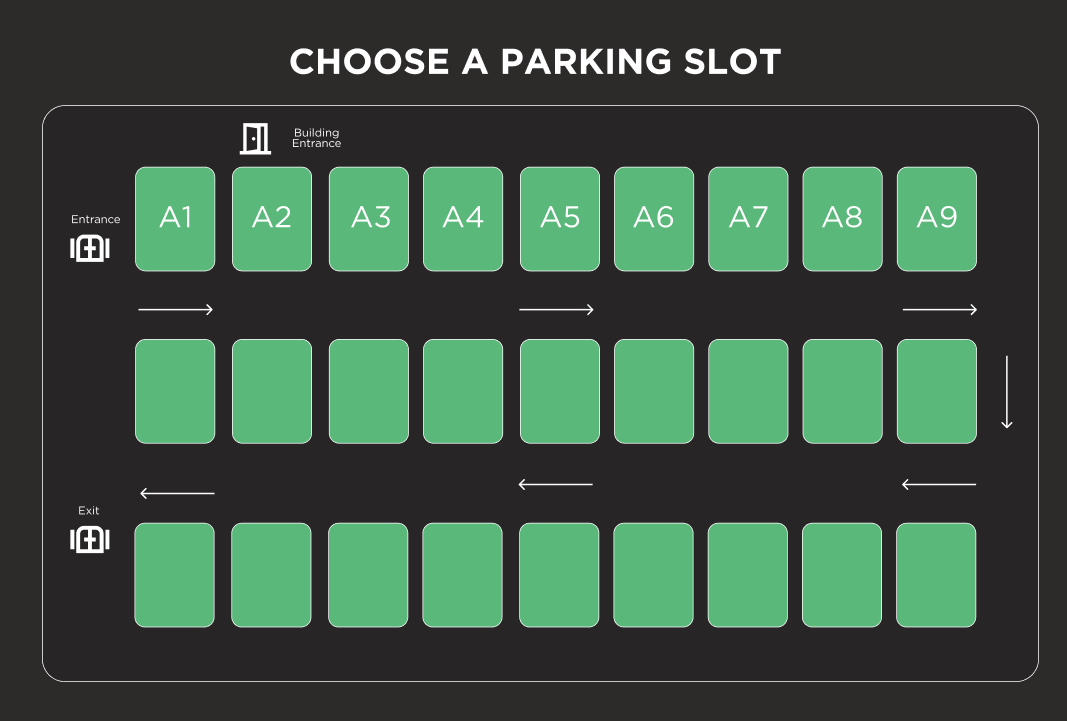 CHOOSE A PARKING SLOT
Building
Entrance
Entrance
A1 A2 A3 A4 A5 A6 A7 A8 A9
Exit